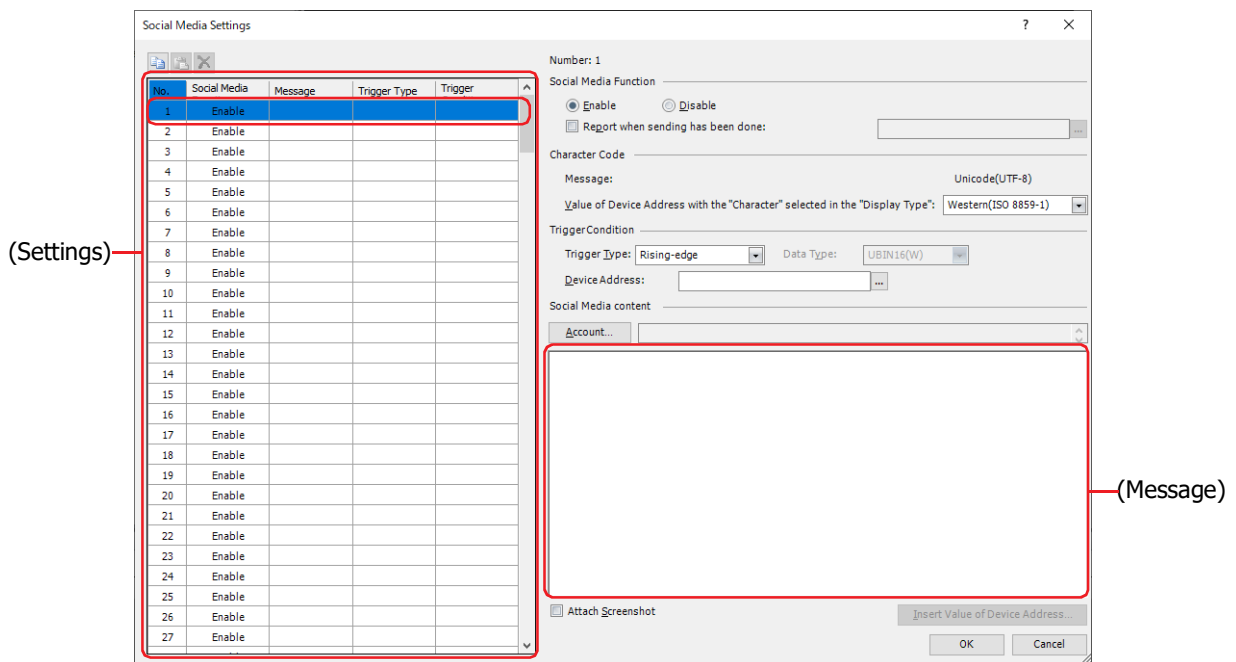 Social Media Settings ?
Number: 1
Social Media Function
No. Social Media Message Trigger Type Trigger
Enable Disable
1 Enable
Report when sending has been done: ...
2 Enable
3 Enable
Character Code
4 Enable
Message: Unicode(UTF-8)
5 Enable
Value of Device Address with the "Character" selected in the "Display Type": Western(ISO 8859-1)
6 Enable
7 Enable
TriggerCondition
(Settings)
8 Enable
Trigger Type: Rising-edge Data Type: UBIN16(W)
9 Enable
Device Address: ...
10 Enable
Social Media content
11 Enable
12 Enable
Account...
13 Enable
14 Enable
15 Enable
16 Enable
17 Enable
18 Enable
19 Enable
20 Enable
(Message)
21 Enable
22 Enable
23 Enable
24 Enable
25 Enable
26 Enable
Attach Screenshot Insert Value of Device Address...
27 Enable
OK Cancel